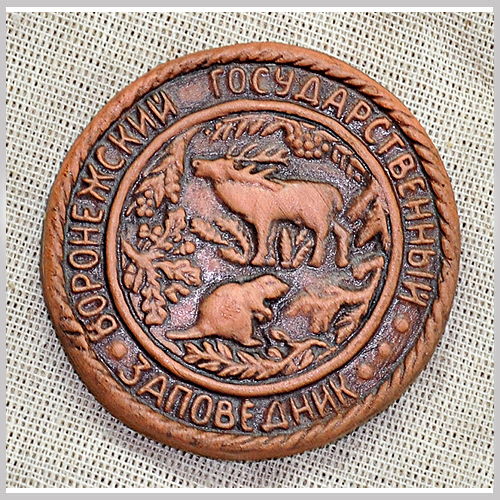 ВОРОНЕЖСКИЙ ГОСУДАРСТВЕННЫЙ
ЗАПОВЕДНИК